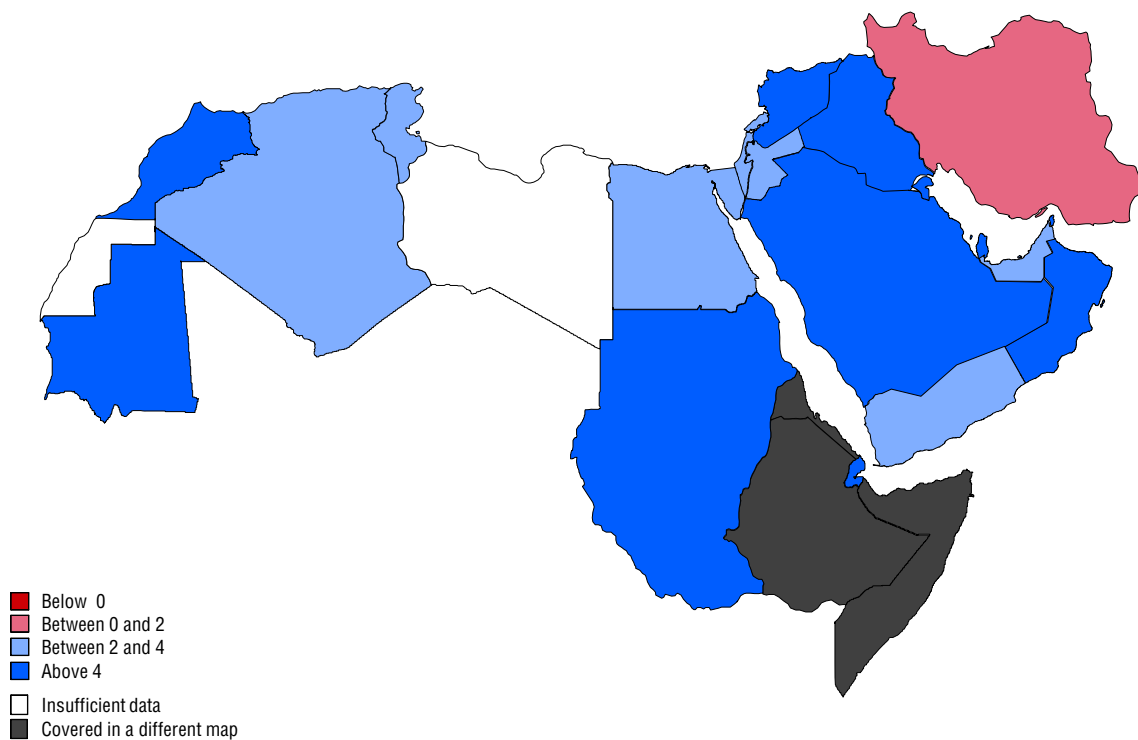 Below 0
Between 0 and 2
Between 2 and 4
Above 4
Insufficient data
Covered in a different map